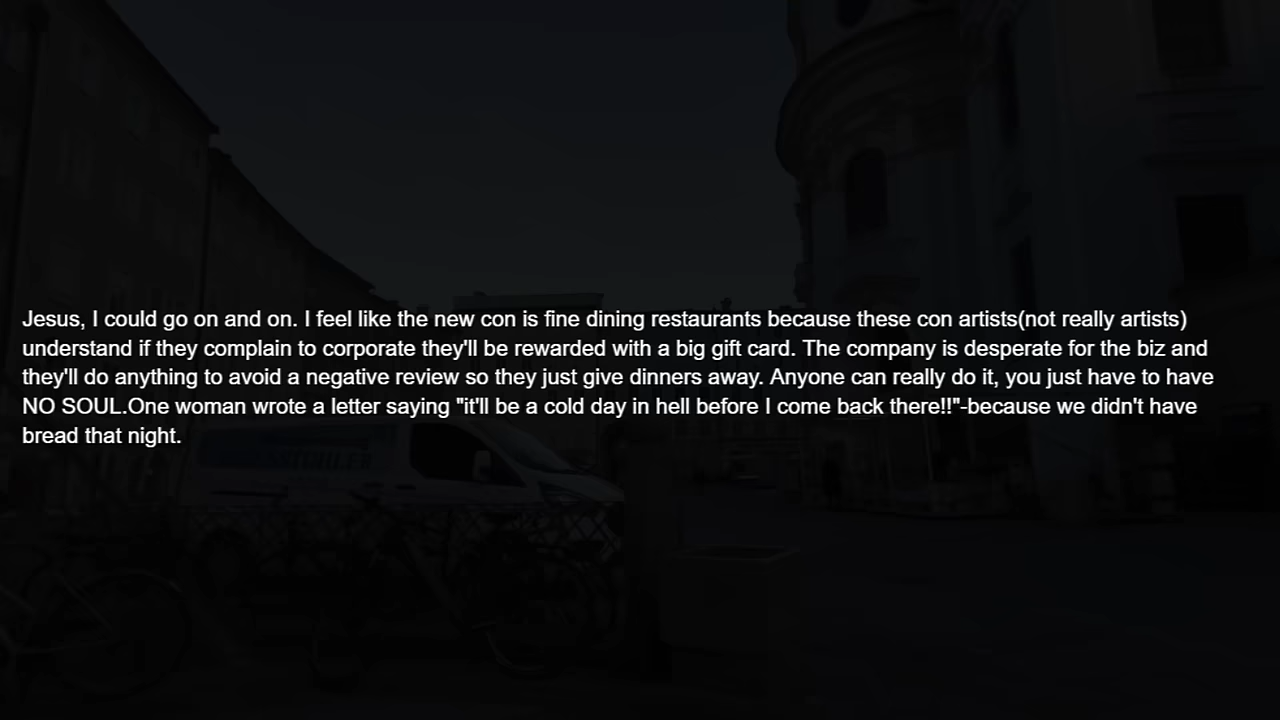 Jesus, I could go on and on. I feel like the new con is fine dining restaurants because these con artists(not really artists)
understand if they complain to corporate they'll be rewarded with a big gift card. The company is desperate for the biz and
they'll do anything to avoid a negative review so they just give dinners away. Anyone can really do it, you just have to have
NO SOUL.One woman wrote a letter saying "it'll be a cold day in hell before I come back there!!"-because we didn't have
bread that night.